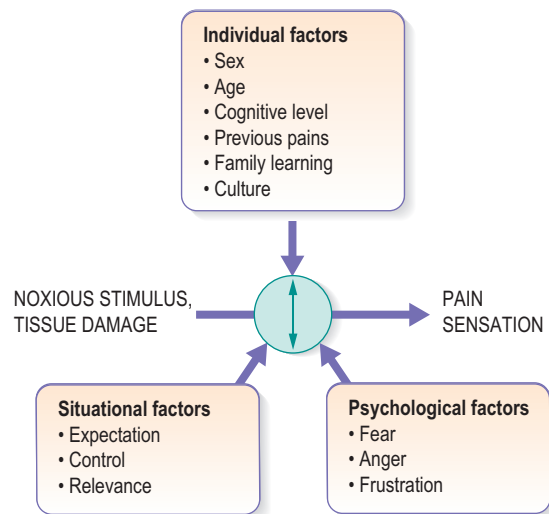 Individual factors
• Sex
• Age
• Cognitive level
• Previous pains
• Family learning
• Culture
NOXIOUS STIMULUS,
TISSUE DAMAGE
PAIN
SENSATION
Situational factors
• Expectation
• Control
• Relevance
Psychological factors
• Fear
• Anger
• Frustration